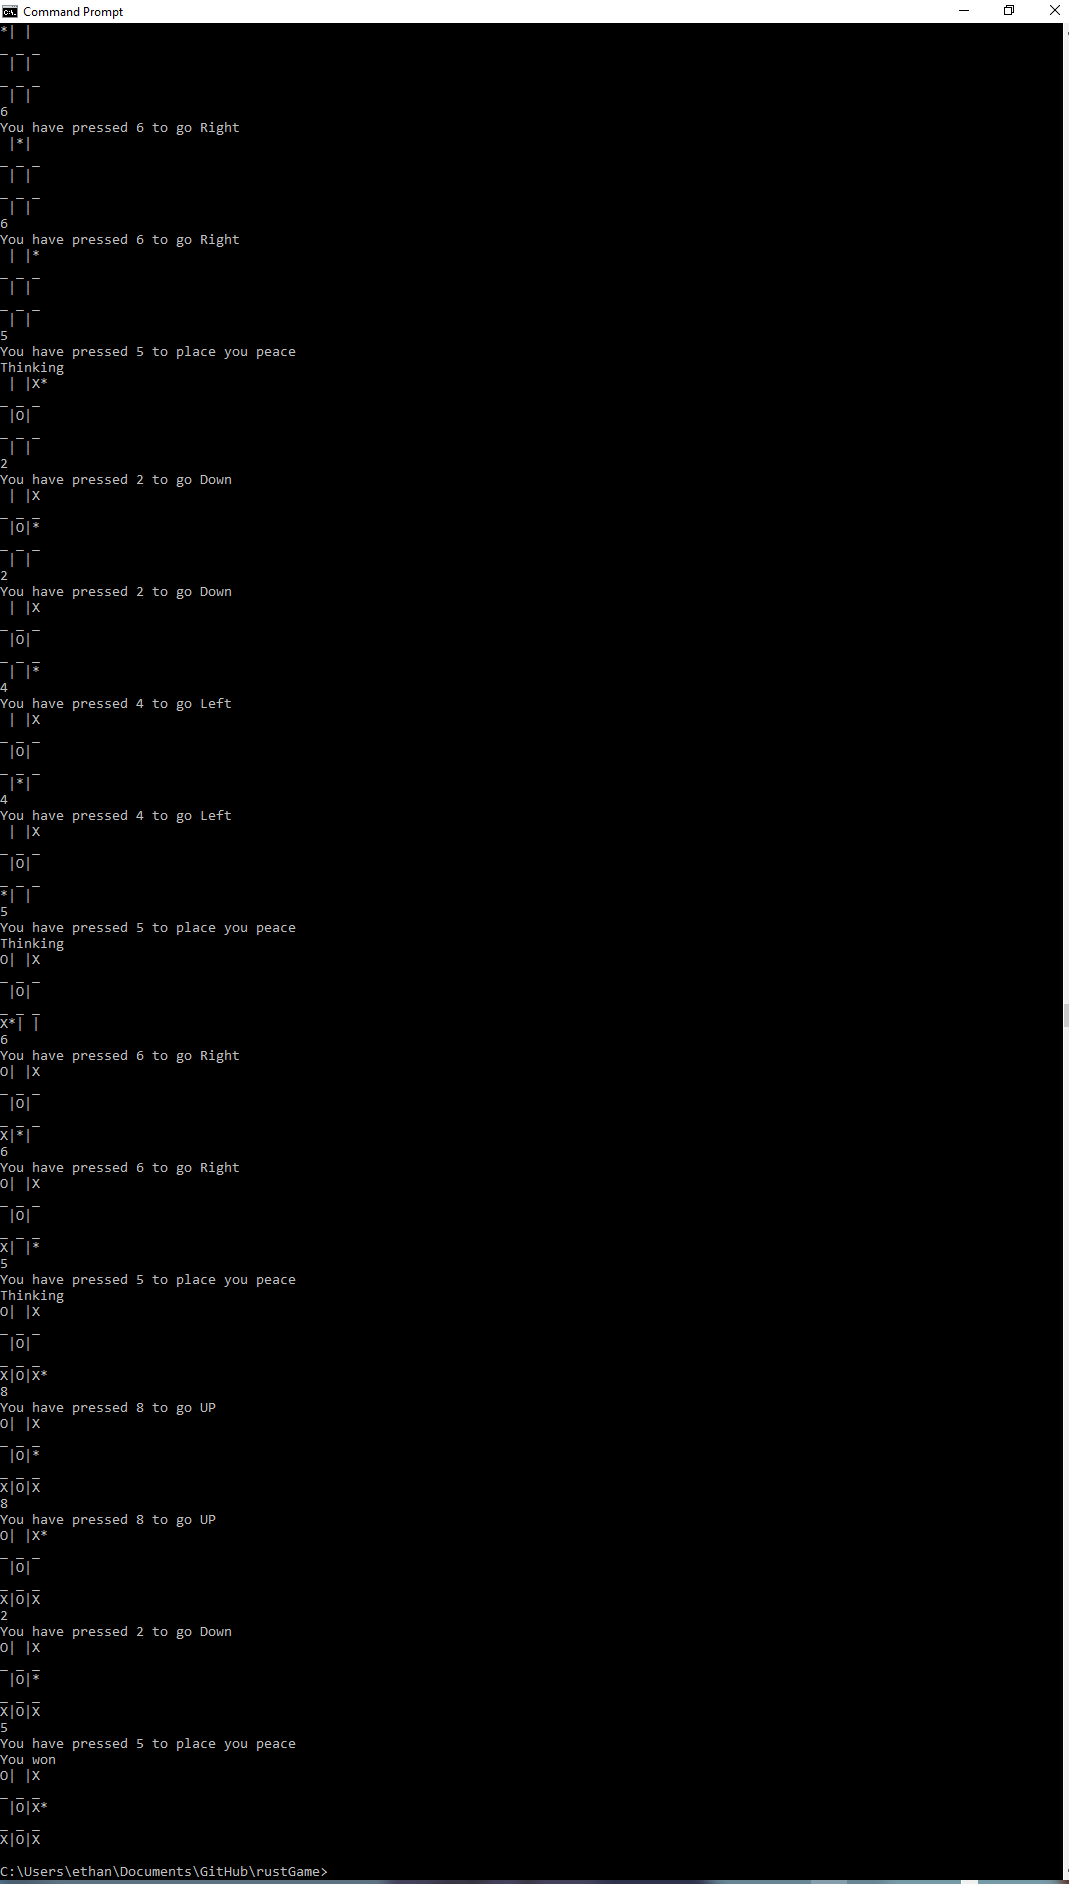 Command Prompt
*| |
_ _ _
 | |
_ _ _
 | |
6
You have pressed 6 to go Right
 |*|
_ _ _
 | |
_ _ _
 | |
6
You have pressed 6 to go Right
 | |*
_ _ _
 | |
_ _ _
 | |
5
You have pressed 5 to place you peace
Thinking
 | |X*
_ _ _
 |O|
_ _ _
 | |
2
You have pressed 2 to go Down
 | |X
_ _ _
 |O|*
_ _ _
 | |
2
You have pressed 2 to go Down
 | |X
_ _ _
 |O|
_ _ _
 | |*
4
You have pressed 4 to go Left
 | |X
_ _ _
 |O|
_ _ _
 |*|
4
You have pressed 4 to go Left
 | |X
_ _ _
 |O|
_ _ _
*| |
5
You have pressed 5 to place you peace
Thinking
O| |X
_ _ _
 |O|
_ _ _
X*| |
6
You have pressed 6 to go Right
O| |X
_ _ _
 |O|
_ _ _
X|*|
6
You have pressed 6 to go Right
O| |X
_ _ _
 |O|
_ _ _
X| |*
5
You have pressed 5 to place you peace
Thinking
O| |X
_ _ _
 |O|
_ _ _
X|O|X*
8
You have pressed 8 to go UP
O| |X
_ _ _
 |O|*
_ _ _
X|O|X
8
You have pressed 8 to go UP
O| |X*
_ _ _
 |O|
_ _ _
X|O|X
2
You have pressed 2 to go Down
O| |X
_ _ _
 |O|*
_ _ _
X|O|X
5
You have pressed 5 to place you peace
You won
O| |X
_ _ _
 |O|X*
_ _ _
X|O|X
C:\Users\ethan\Documents\GitHub\rustGame>